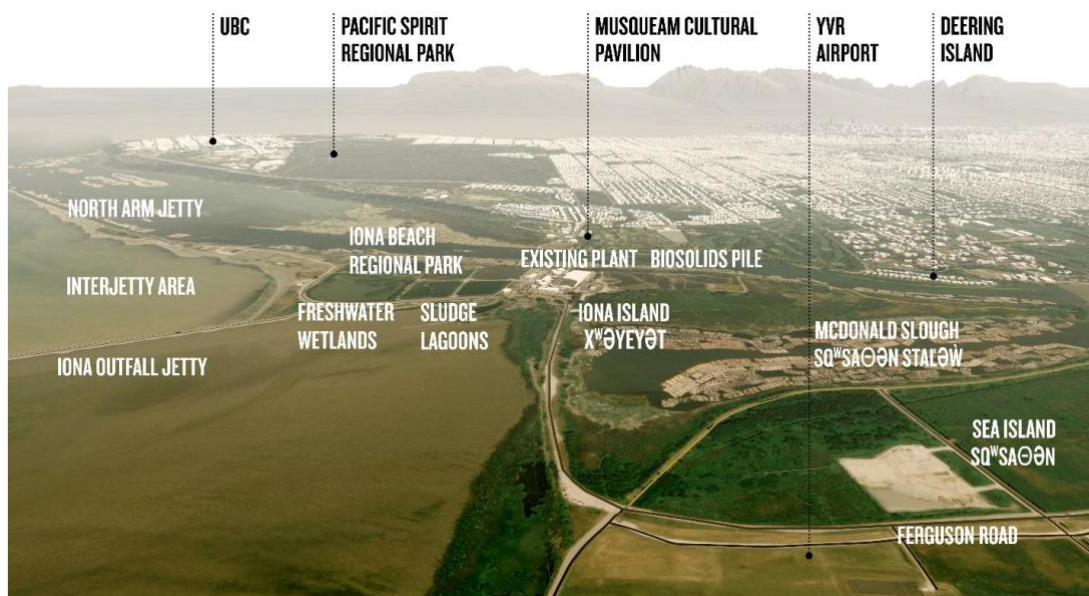 UBC
PACIFIC SPIRIT
REGIONAL PARK
MUSQUEAM CULTURAL
PAVILION
YVR
AIRPORT
DEERING
ISLAND
NORTH ARM JETTY
IONA BEACH
REGIONAL PARK
EXISTING PLANT
BIOSOLIDS PILE
INTERJETTY AREA
FRESHWATER
WETLANDS
SLUDGE
LAGOONS
IONA ISLAND
XʷƏYEYƏT
MCDONALD SLOUGH
SQʷSAΘƏN STAL̓ƏW̓
IONA OUTFALL JETTY
SEA ISLAND
SQʷSAΘƏN
FERGUSON ROAD